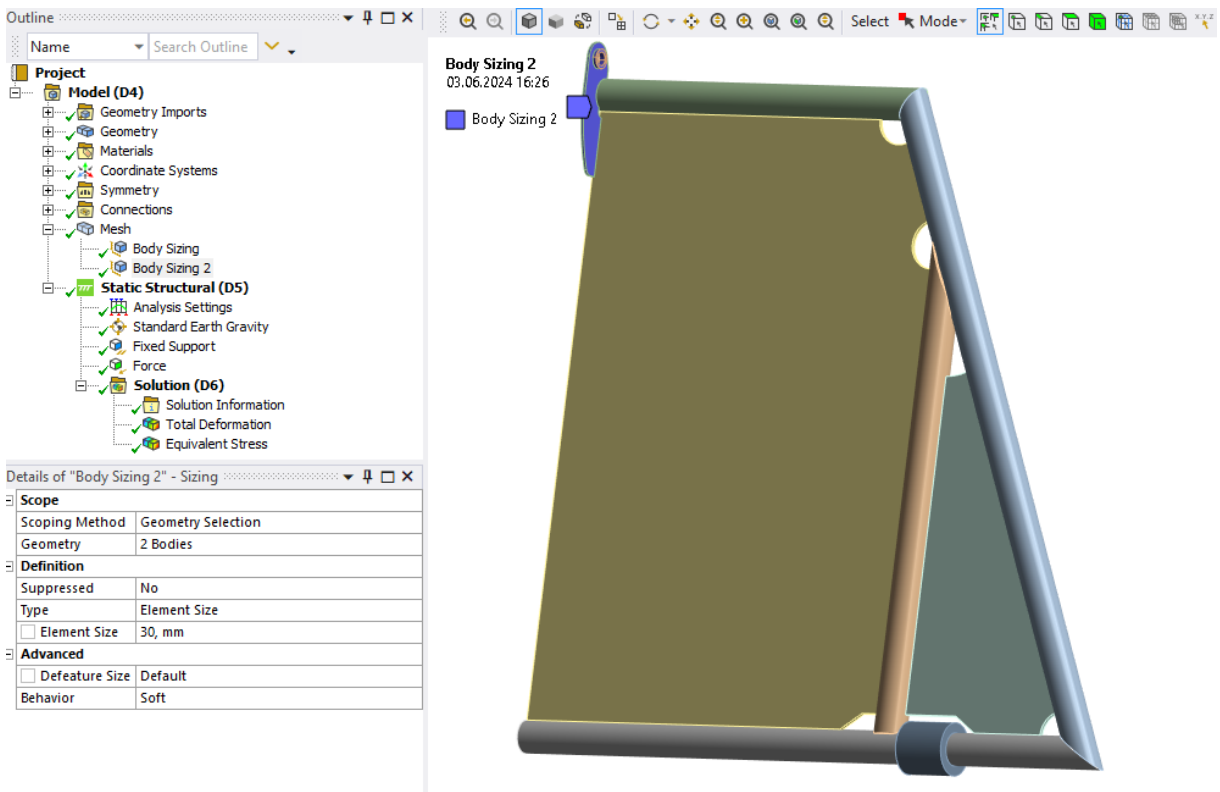 Outline
Name Search Outline
Project
Model (D4)
Geometry Imports
Geometry
Materials
Coordinate Systems
Symmetry
Connections
Mesh
Body Sizing
Body Sizing 2
Static Structural (D5)
Analysis Settings
Standard Earth Gravity
Fixed Support
Force
Solution (D6)
Solution Information
Total Deformation
Equivalent Stress
Details of "Body Sizing 2" - Sizing
Scope
Scoping Method Geometry Selection
Geometry 2 Bodies
Definition
Suppressed No
Type Element Size
Element Size 30, mm
Advanced
Defeature Size Default
Behavior Soft
Select Mode X,Y,Z
Body Sizing 2
03.06.2024 16:26
Body Sizing 2